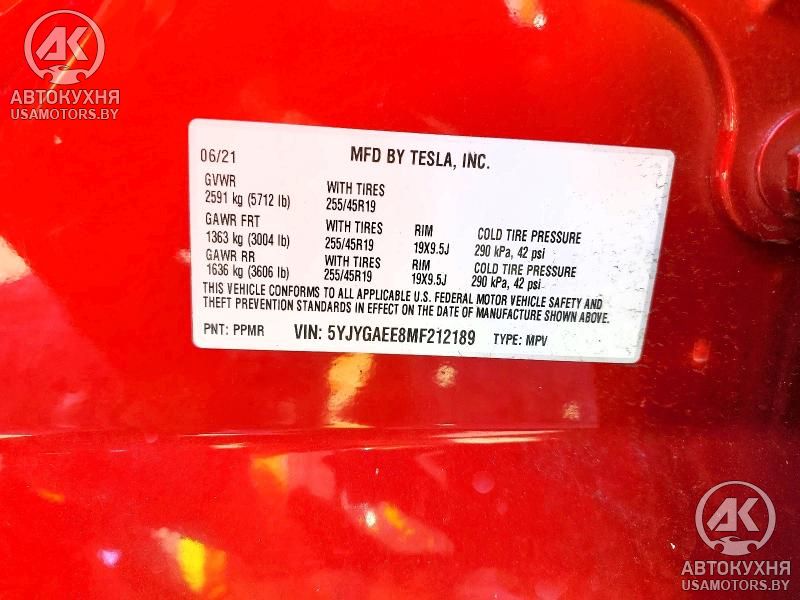 АК
АВТОКУХНЯ
USAMOTORS.BY
06/21 MFD BY TESLA, INC.
GVWR WITH TIRES
2591 kg (5712 lb) 255/45R19
GAWR FRT WITH TIRES RIM COLD TIRE PRESSURE
1363 kg (3004 lb) 255/45R19 19X9.5J 290 kPa, 42 psi
GAWR RR WITH TIRES RIM COLD TIRE PRESSURE
1636 kg (3606 lb) 255/45R19 19X9.5J 290 kPa, 42 psi
THIS VEHICLE CONFORMS TO ALL APPLICABLE U.S. FEDERAL MOTOR VEHICLE SAFETY AND
THEFT PREVENTION STANDARDS IN EFFECT ON THE DATE OF MANUFACTURE SHOWN ABOVE.
PNT: PPMR VIN: 5YJYGAEE8MF212189 TYPE: MPV
АК
АВТОКУХНЯ
USAMOTORS.BY